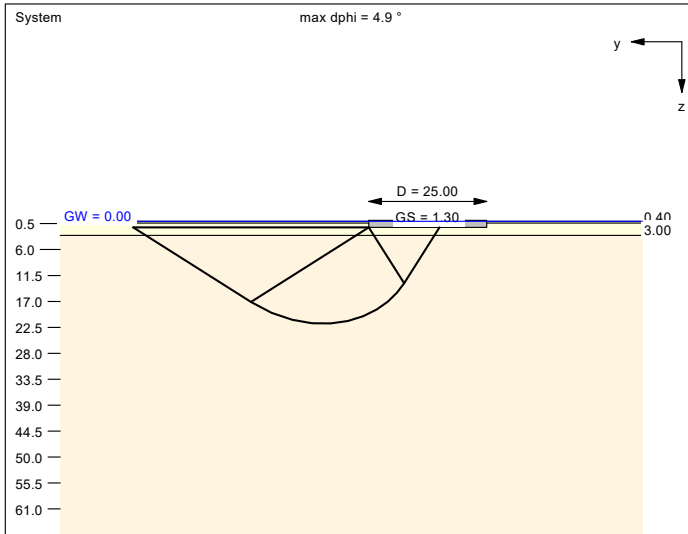 System
max dphi = 4.9 °
y
z
D = 25.00
GW = 0.00
GS = 1.30
0.40
3.00
0.5
6.0
11.5
17.0
22.5
28.0
33.5
39.0
44.5
50.0
55.5
61.0